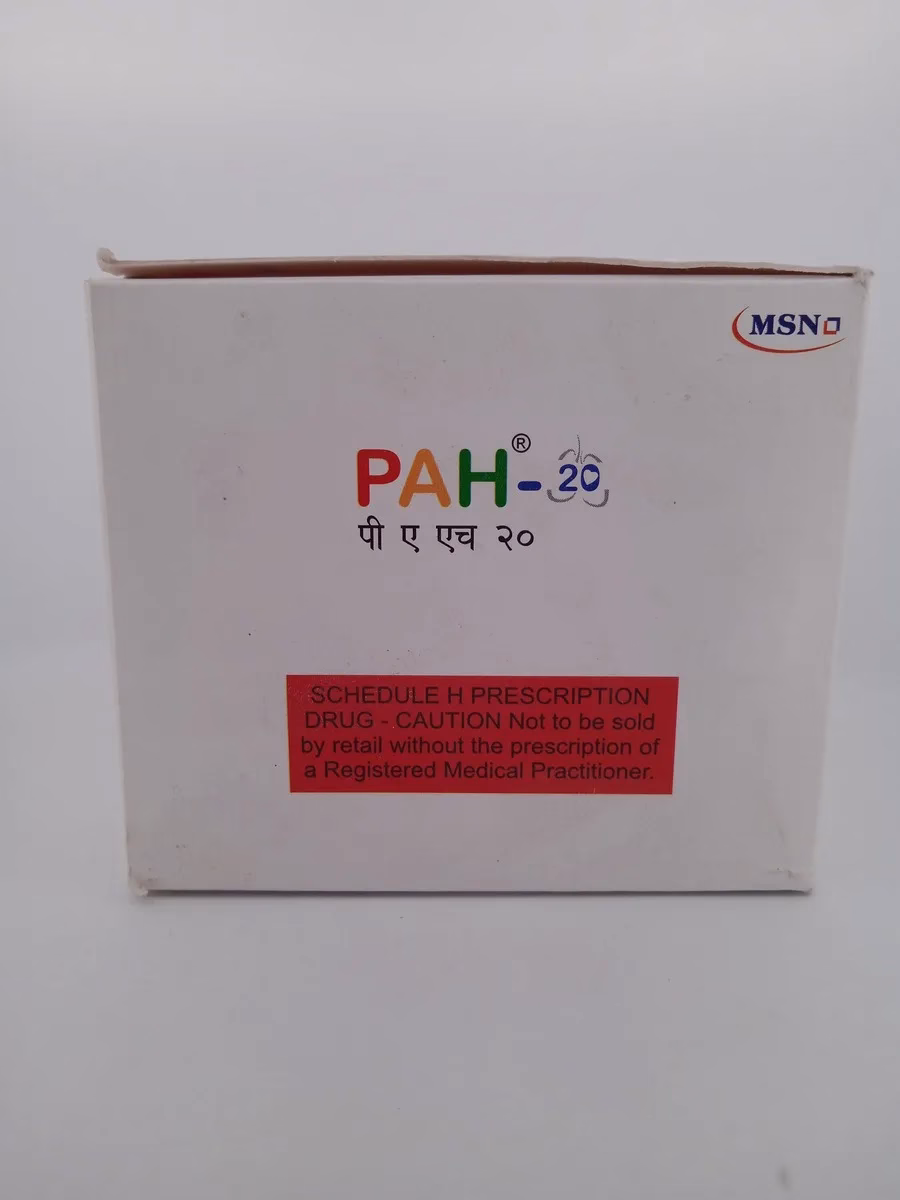 MSN
PAH®-20
पी ए एच २०
SCHEDULE H PRESCRIPTION
DRUG - CAUTION Not to be sold
by retail without the prescription of
a Registered Medical Practitioner.